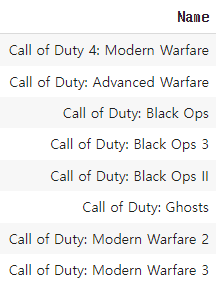 Name
Call of Duty 4: Modern Warfare
Call of Duty: Advanced Warfare
Call of Duty: Black Ops
Call of Duty: Black Ops 3
Call of Duty: Black Ops II
Call of Duty: Ghosts
Call of Duty: Modern Warfare 2
Call of Duty: Modern Warfare 3